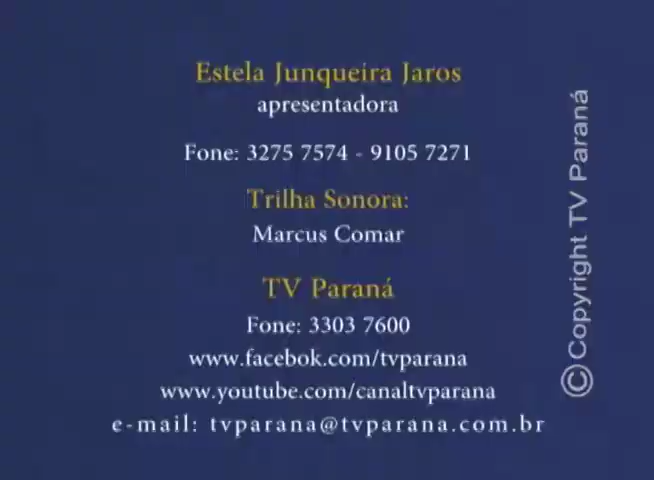 Estela Junqueira Jaros
apresentadora
Fone: 3275 7574 - 9105 7271
Trilha Sonora:
Marcus Comar
TV Paraná
Fone: 3303 7600
www.facebok.com/tvparana
www.youtube.com/canaltvparana
e-mail: tvparana@tvparana.com.br
© Copyright TV Paraná